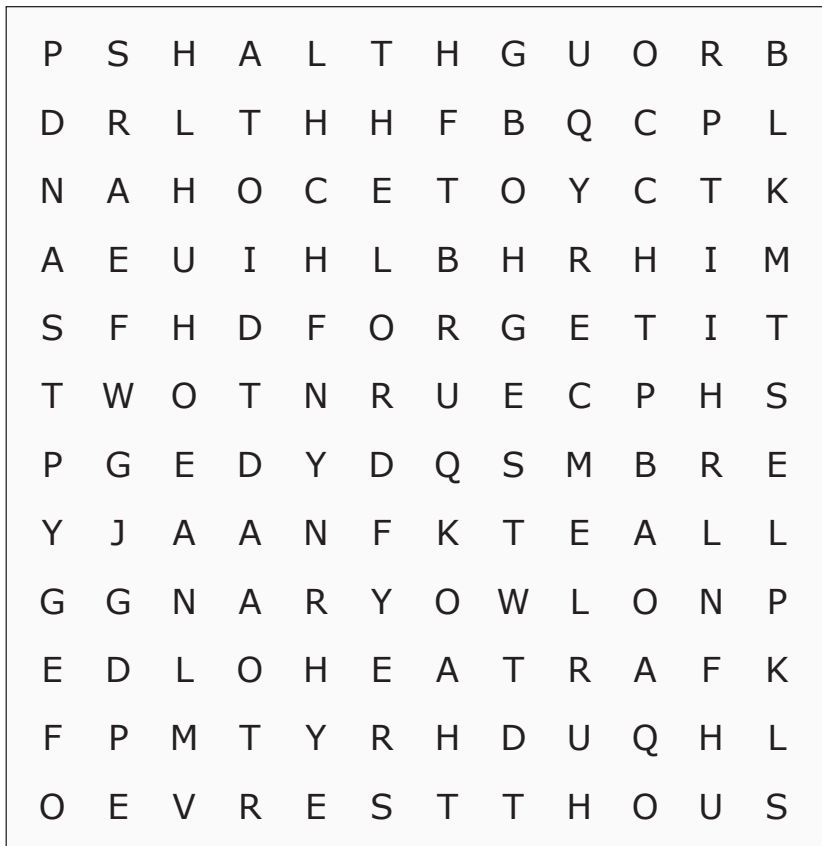 P S H A L T H G U O R B
D R L T H H F B Q C P L
N A H O C E T O Y C T K
A E U I H L B H R H I M
S F H D F O R G E T I T
T W O T N R U E C P H S
P G E D Y D Q S M B R E
Y J A A N F K T E A L L
G G N A R Y O W L O N P
E D L O H E A T R A F K
F P M T Y R H D U Q H L
O E V R E S T T H O U S